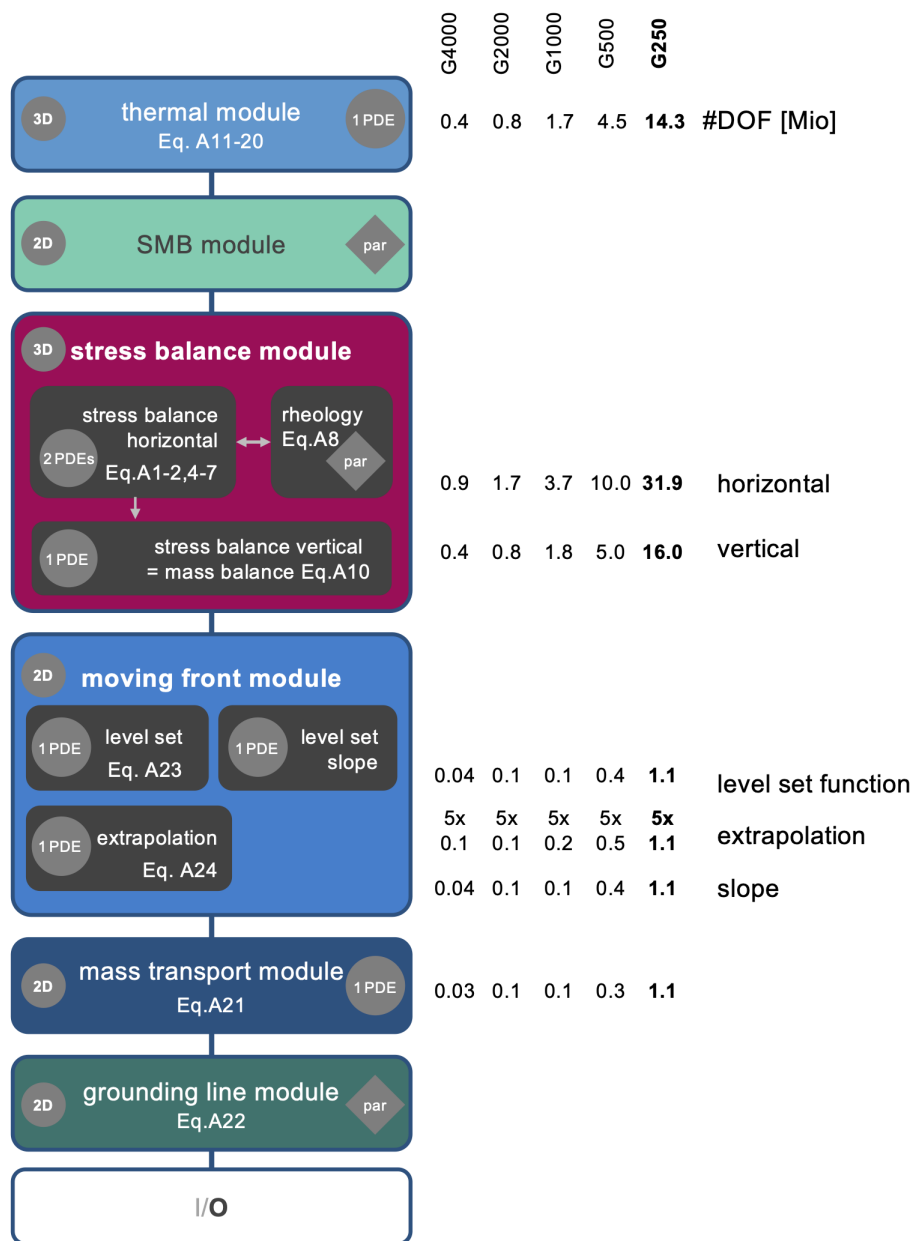 G4000 G2000 G1000 G500 G250
3D thermal module 1 PDE 0.4 0.8 1.7 4.5 14.3 #DOF [Mio]
Eq. A11-20
2D SMB module par
3D stress balance module
stress balance
horizontal
2 PDEs
Eq.A1-2,4-7
rheology
Eq.A8
par
0.9 1.7 3.7 10.0 31.9 horizontal
1 PDE
stress balance vertical
= mass balance Eq.A10
0.4 0.8 1.8 5.0 16.0 vertical
2D moving front module
1 PDE
level set
Eq. A23
1 PDE
level set
slope
0.04 0.1 0.1 0.4 1.1 level set function
1 PDE
extrapolation
Eq. A24
5x 5x 5x 5x 5x
0.1 0.1 0.2 0.5 1.1 extrapolation
0.04 0.1 0.1 0.4 1.1 slope
2D mass transport module 1 PDE
Eq.A21
0.03 0.1 0.1 0.3 1.1
2D grounding line module par
Eq.A22
I/O